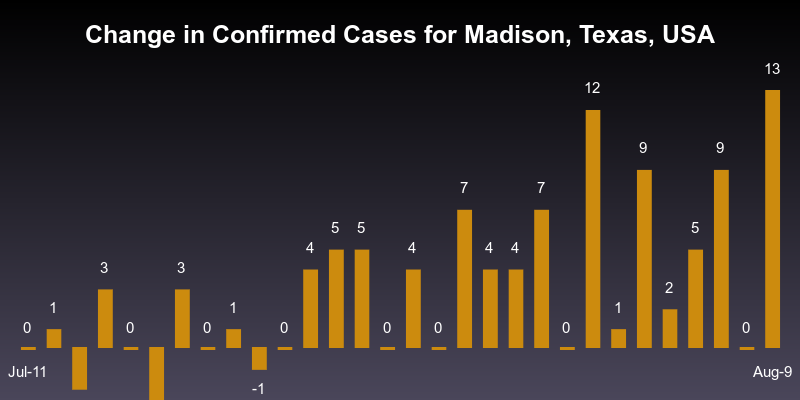 Change in Confirmed Cases for Madison, Texas, USA
0 1 3 0 3 0 1 -1 0 4 5 5 0 4 0 7 4 4 7 0 12 1 9 2 5 9 0 13
Jul-11 Aug-9